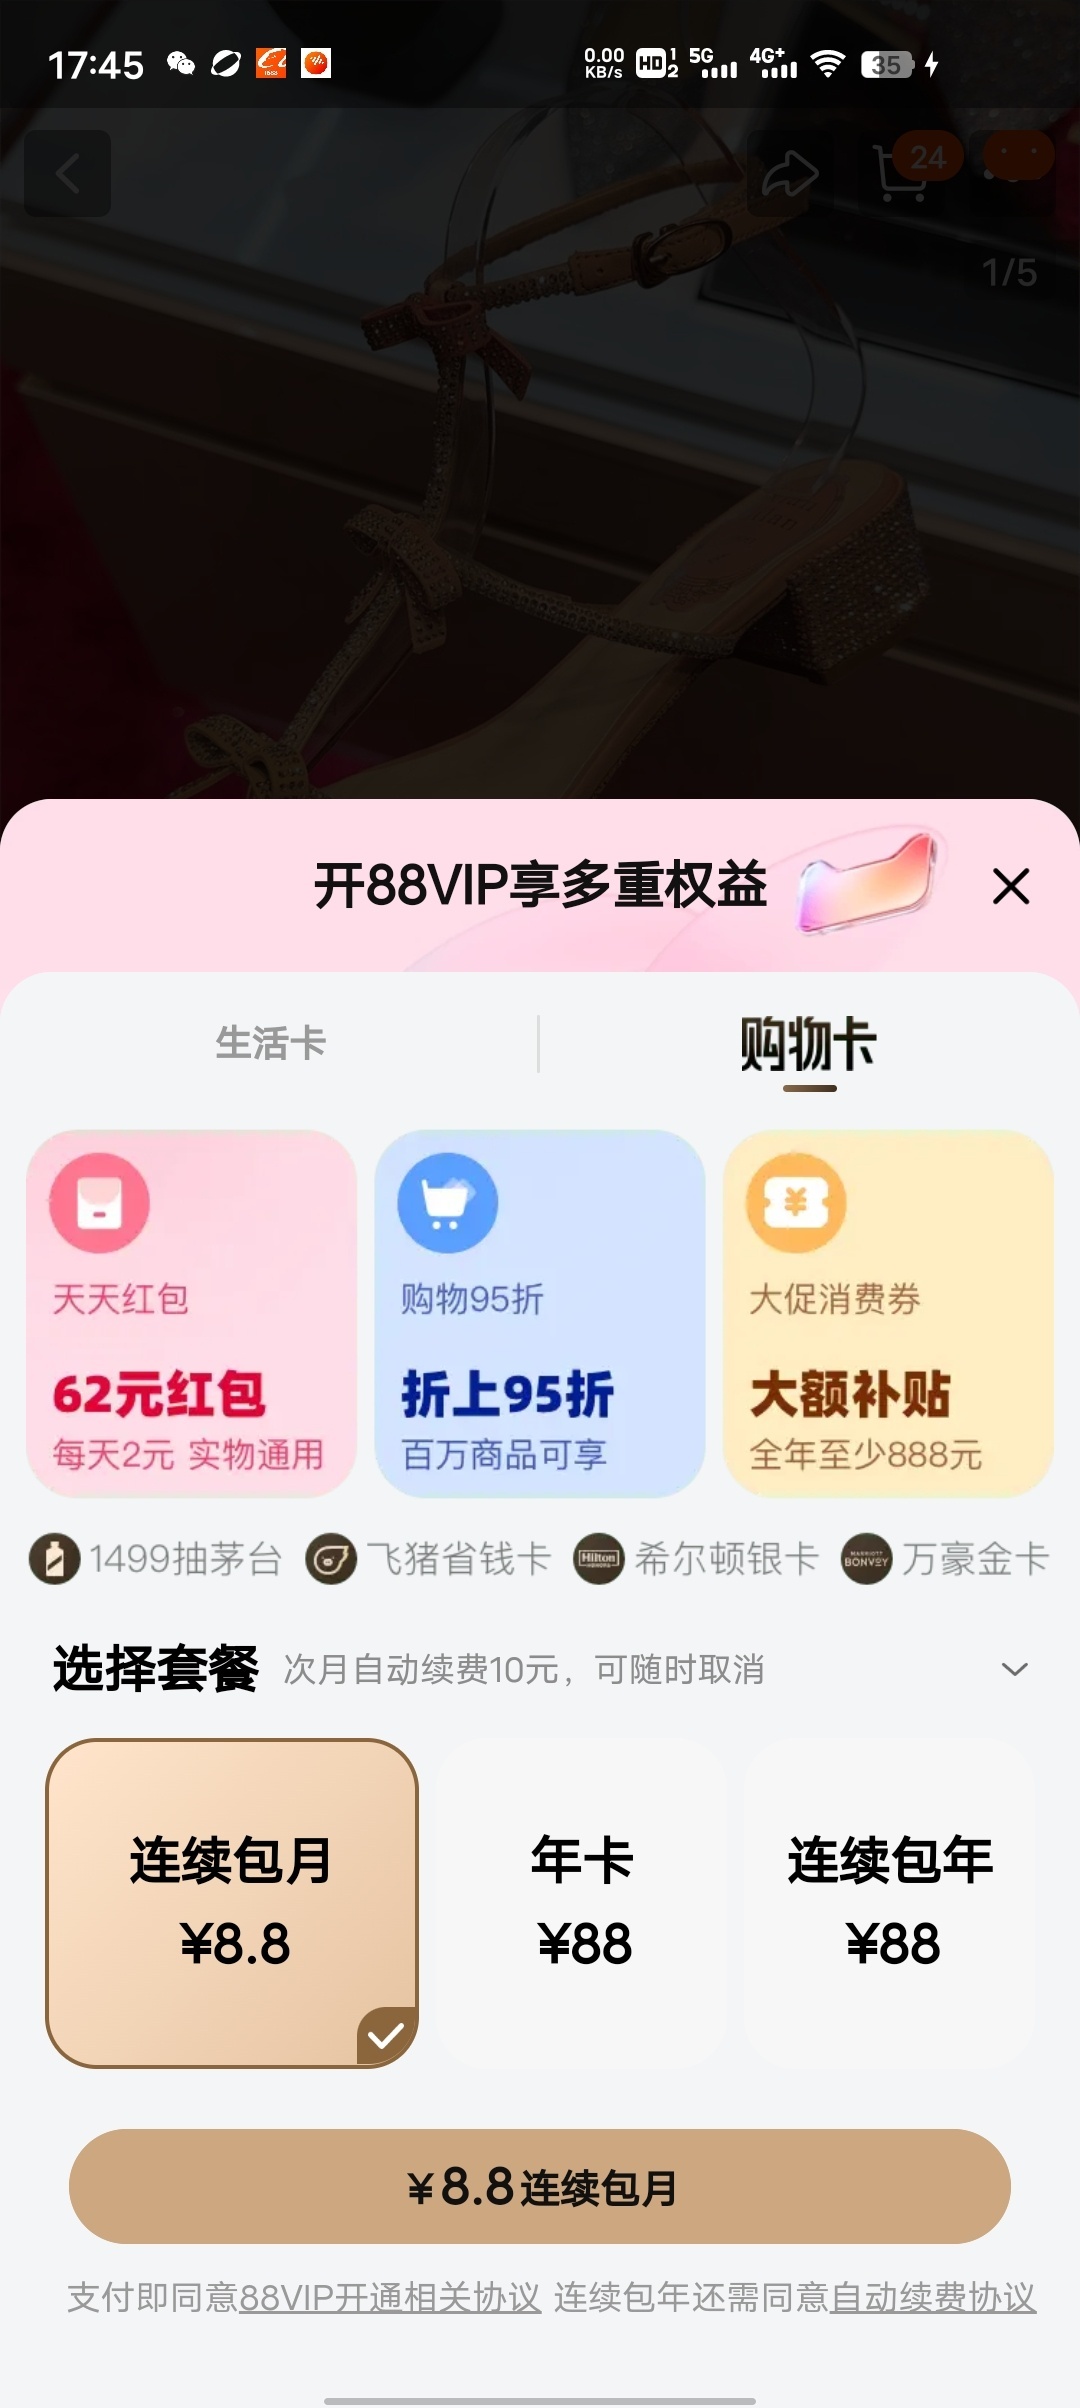 17:45
0.00 KB/s HD 1 2 5G 4G+ 35
24
1/5
开88VIP享多重权益
生活卡
购物卡
天天红包
62元红包
每天2元 实物通用
购物95折
折上95折
百万商品可享
大促消费券
大额补贴
全年至少888元
1499抽茅台
飞猪省钱卡
Hilton
希尔顿银卡
BONVOY
万豪金卡
选择套餐 次月自动续费10元，可随时取消
连续包月
¥8.8
年卡
¥88
连续包年
¥88
¥8.8连续包月
支付即同意88VIP开通相关协议 连续包年还需同意自动续费协议